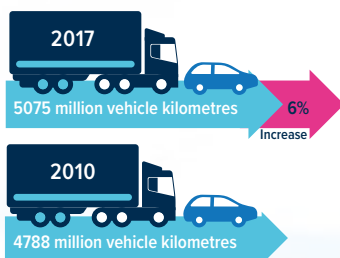 2017
5075 million vehicle kilometres
6%
Increase
2010
4788 million vehicle kilometres